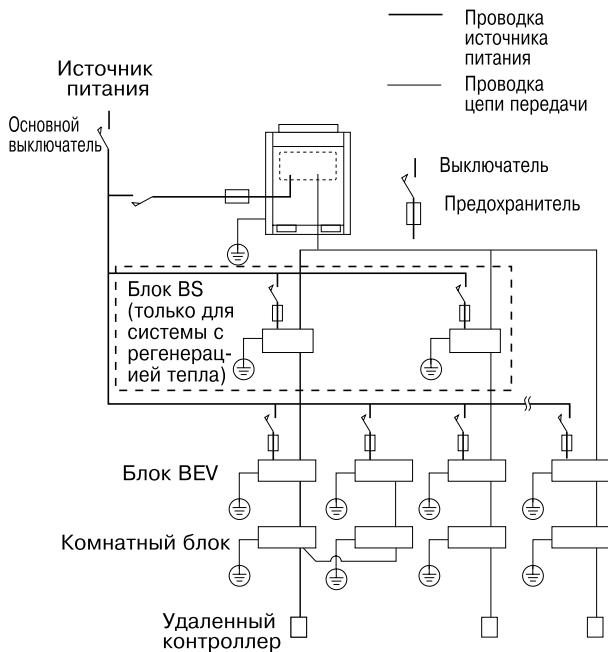 Проводка
источника
питания
Проводка
цепи передачи
Источник
питания
Основной
выключатель
Выключатель
Предохранитель
Блок BS
(только для
системы с
регенерац-
ией тепла)
Блок BEV
Комнатный блок
Удаленный
контроллер